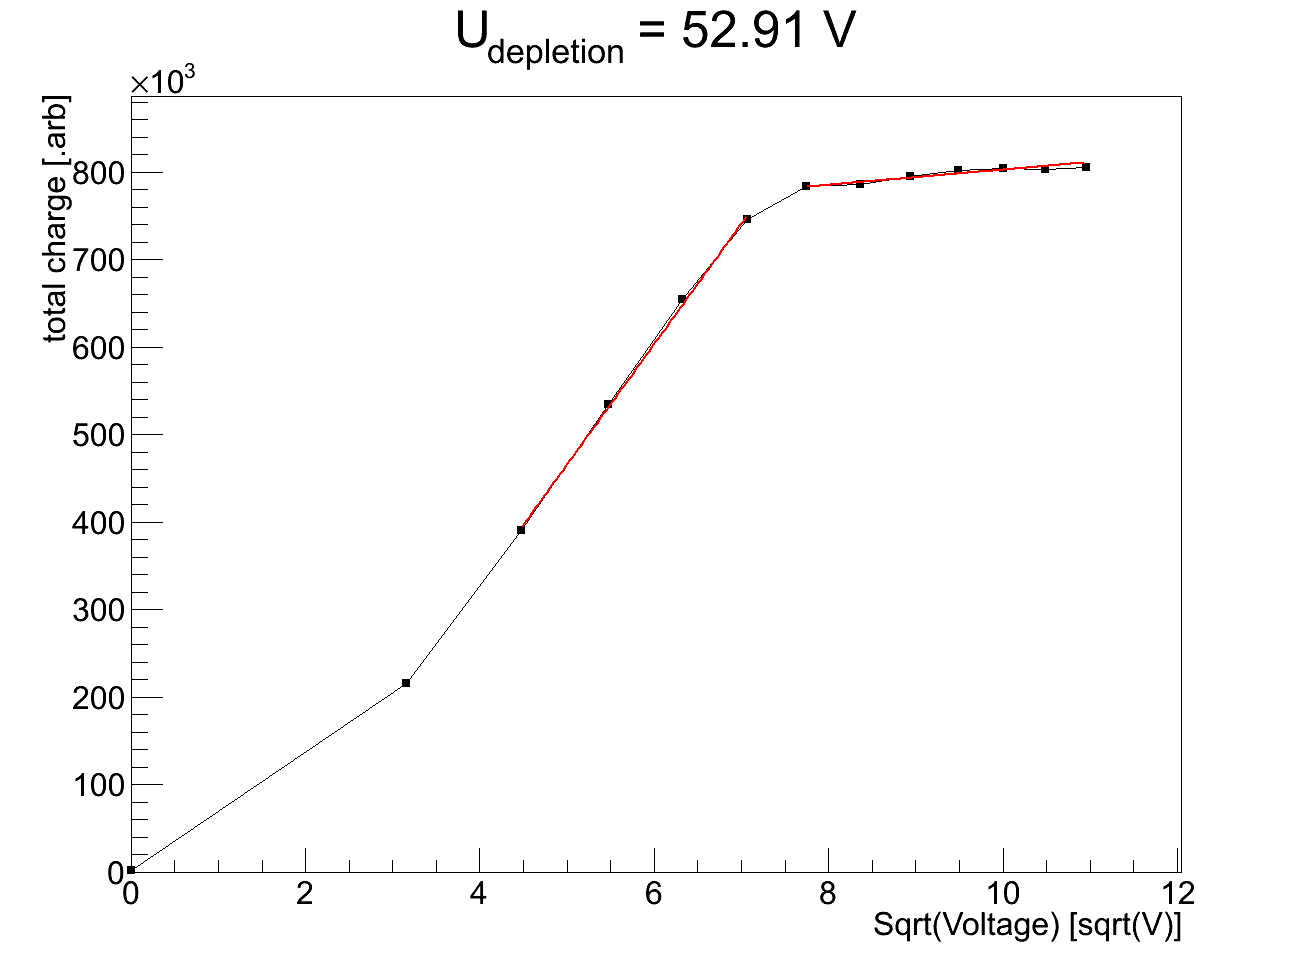 U_depletion = 52.91 V
×10³
total charge [.arb]
800
700
600
500
400
300
200
100
0
0 2 4 6 8 10 12
Sqrt(Voltage) [sqrt(V)]